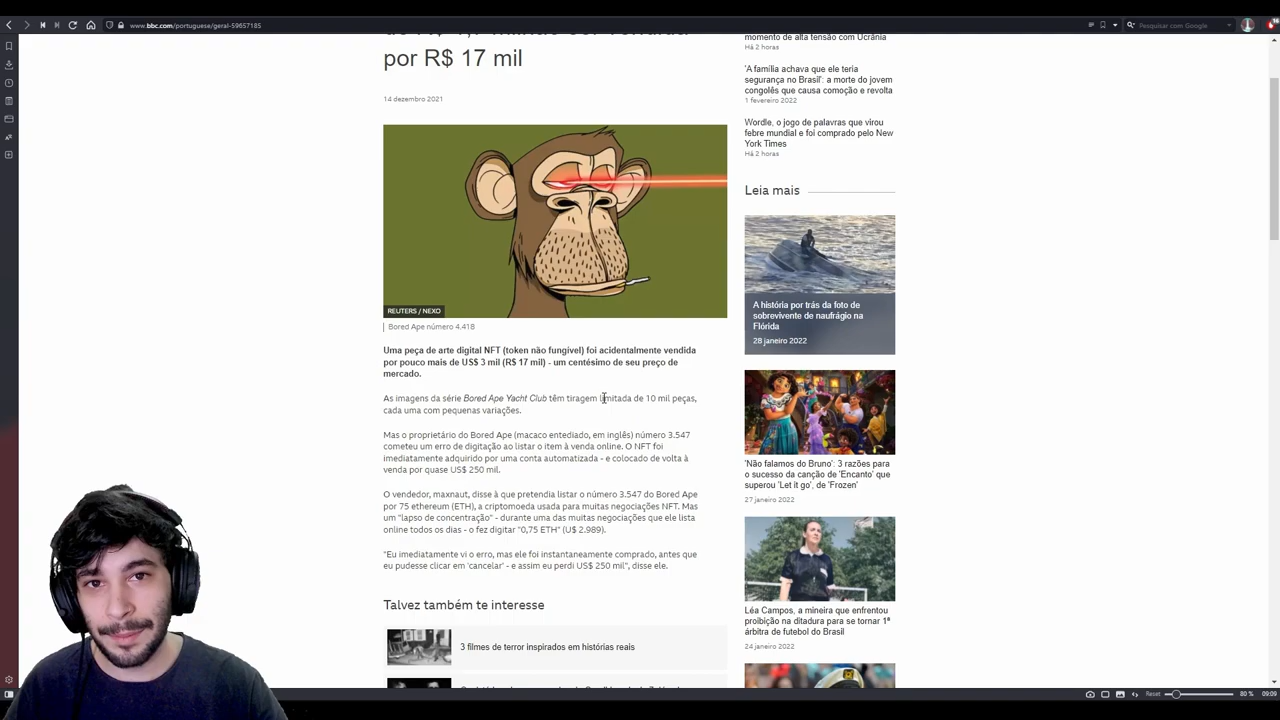 www.bbc.com/portuguese/geral-59657185
Pesquisar com Google
por R$ 17 mil
14 dezembro 2021
REUTERS / NEXO
Bored Ape número 4.418
Uma peça de arte digital NFT (token não fungível) foi acidentalmente vendida
por pouco mais de US$ 3 mil (R$ 17 mil) - um centésimo de seu preço de
mercado.
As imagens da série Bored Ape Yacht Club têm tiragem limitada de 10 mil peças,
cada uma com pequenas variações.
Mas o proprietário do Bored Ape (macaco entediado, em inglês) número 3.547
cometeu um erro de digitação ao listar o item à venda online. O NFT foi
imediatamente adquirido por uma conta automatizada - e colocado de volta à
venda por quase US$ 250 mil.
O vendedor, maxnaut, disse à que pretendia listar o número 3.547 do Bored Ape
por 75 ethereum (ETH), a criptomoeda usada para muitas negociações NFT. Mas
um "lapso de concentração" - durante uma das muitas negociações que ele lista
online todos os dias - o fez digitar "0,75 ETH" (U$ 2.989).
"Eu imediatamente vi o erro, mas ele foi instantaneamente comprado, antes que
eu pudesse clicar em 'cancelar' - e assim eu perdi US$ 250 mil", disse ele.
Talvez também te interesse
3 filmes de terror inspirados em histórias reais
momento de alta tensão com Ucrânia
Há 2 horas
'A família achava que ele teria
segurança no Brasil': a morte do jovem
congolês que causa comoção e revolta
1 fevereiro 2022
Wordle, o jogo de palavras que virou
febre mundial e foi comprado pelo New
York Times
Há 2 horas
Leia mais
A história por trás da foto de
sobrevivente de naufrágio na
Flórida
28 janeiro 2022
'Não falamos do Bruno': 3 razões para
o sucesso da canção de 'Encanto' que
superou 'Let it go', de 'Frozen'
27 janeiro 2022
Léa Campos, a mineira que enfrentou
proibição na ditadura para se tornar 1ª
árbitra de futebol do Brasil
24 janeiro 2022
Reset
80 %
09:09